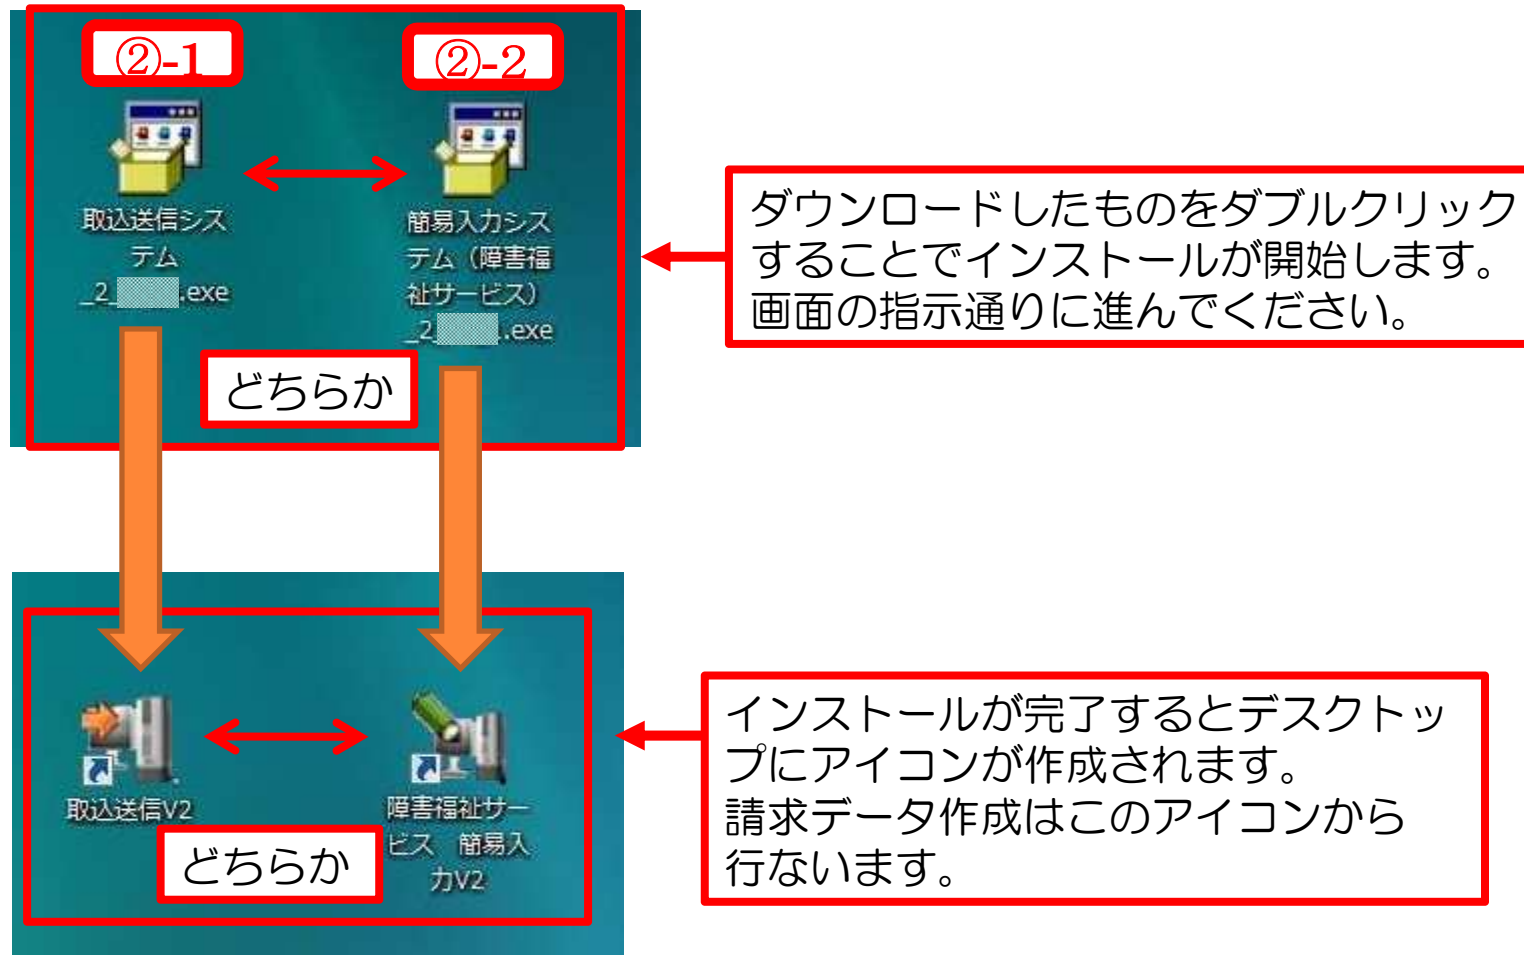 ②-1
②-2
取込送信シス
テム
_2_ .exe
簡易入力シス
テム（障害福
祉サービス）
_2_ .exe
どちらか
ダウンロードしたものをダブルクリック
することでインストールが開始します。
画面の指示通りに進んでください。
取込送信V2
障害福祉サー
ビス 簡易入
力V2
どちらか
インストールが完了するとデスクトッ
プにアイコンが作成されます。
請求データ作成はこのアイコンから
行ないます。